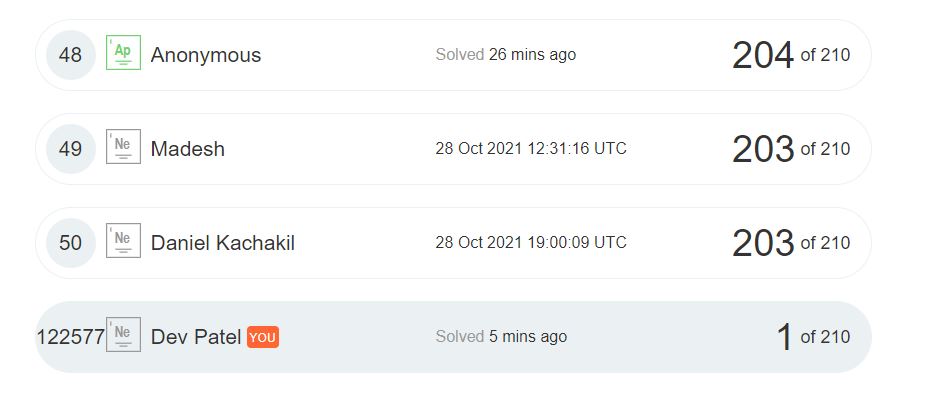 48 Ap Anonymous Solved 26 mins ago 204 of 210
49 Ne Madesh 28 Oct 2021 12:31:16 UTC 203 of 210
50 Ne Daniel Kachakil 28 Oct 2021 19:00:09 UTC 203 of 210
122577 Ne Dev Patel YOU Solved 5 mins ago 1 of 210